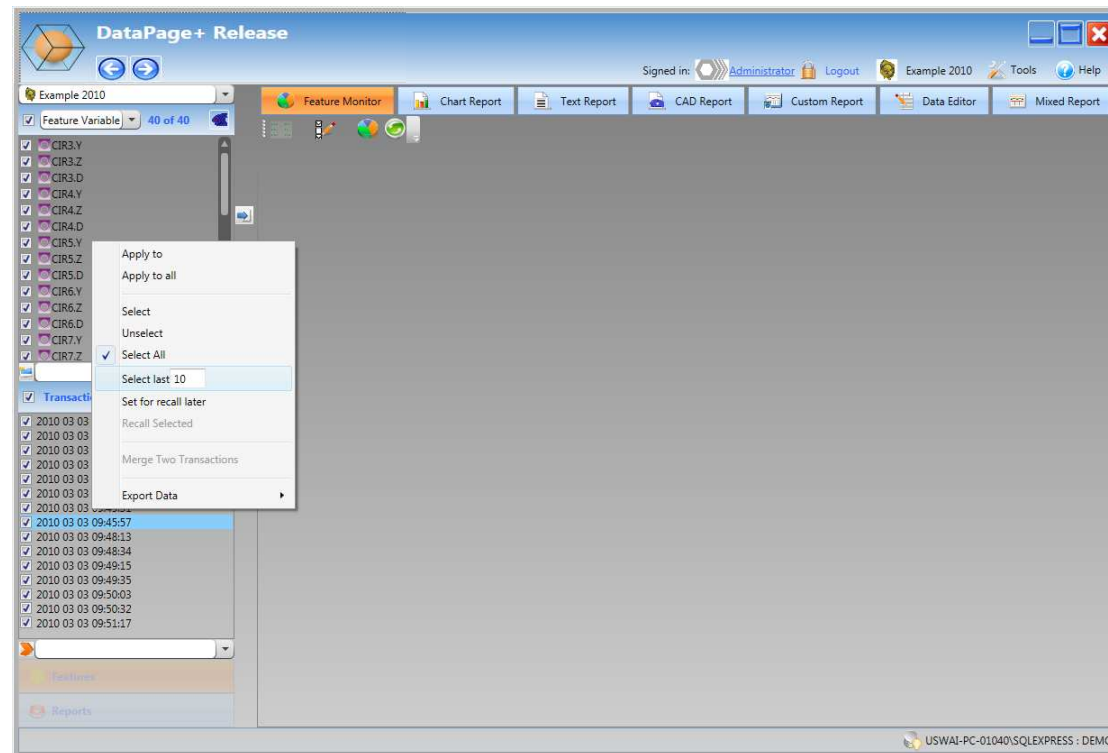 DataPage+ Release
Signed in: Administrator Logout Example 2010 Tools Help
Example 2010
Feature Monitor Chart Report Text Report CAD Report Custom Report Data Editor Mixed Report
Feature Variable 40 of 40
CIR3.Y
CIR3.Z
CIR3.D
CIR4.Y
CIR4.Z
CIR4.D
CIR5.Y
CIR5.Z
CIR5.D
CIR6.Y
CIR6.Z
CIR6.D
CIR7.Y
CIR7.Z
Apply to
Apply to all
Select
Unselect
Select All
Select last 10
Set for recall later
Recall Selected
Merge Two Transactions
Export Data
Transacti
2010 03 03
2010 03 03
2010 03 03
2010 03 03
2010 03 03
2010 03 03
2010 03 03
2010 03 03 09:45:57
2010 03 03 09:48:13
2010 03 03 09:48:34
2010 03 03 09:49:15
2010 03 03 09:49:35
2010 03 03 09:50:03
2010 03 03 09:50:32
2010 03 03 09:51:17
Features
Reports
USWAI-PC-01040\SQLEXPRESS : DEMO